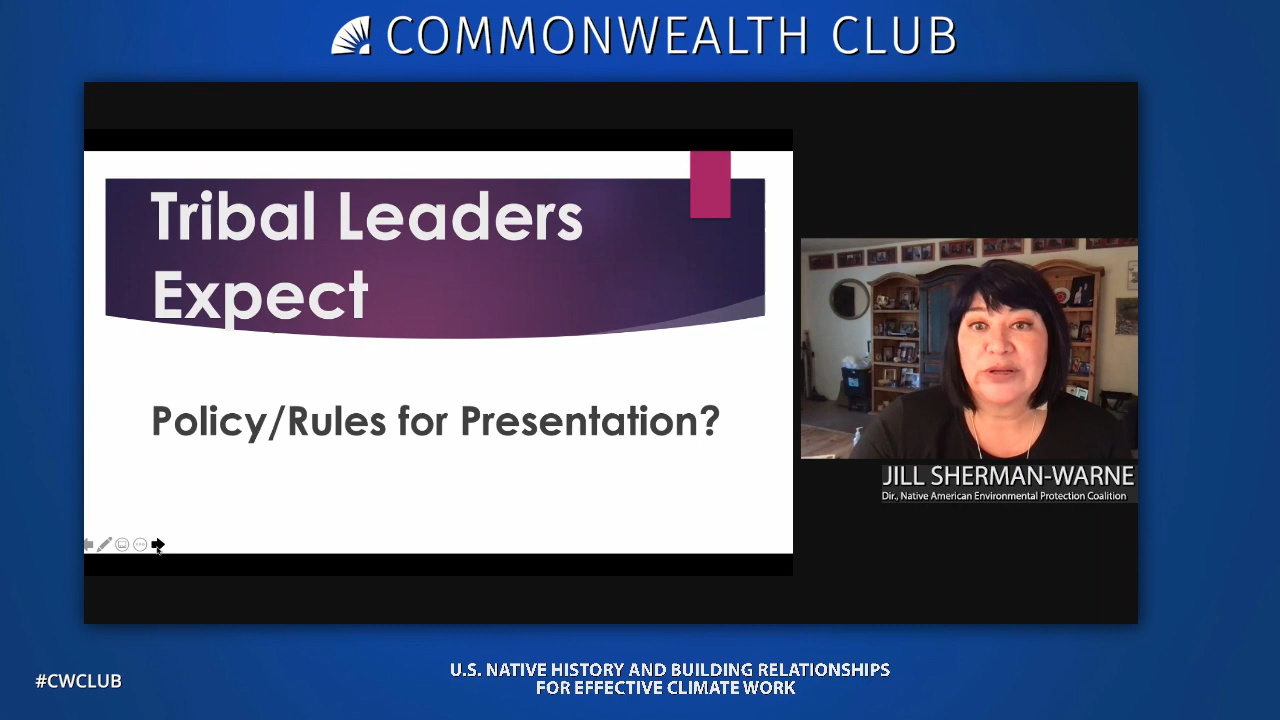 COMMONWEALTH CLUB
Tribal Leaders
Expect
Policy/Rules for Presentation?
JILL SHERMAN-WARNE
Dir., Native American Environmental Protection Coalition
#CWCLUB
U.S. NATIVE HISTORY AND BUILDING RELATIONSHIPS
FOR EFFECTIVE CLIMATE WORK